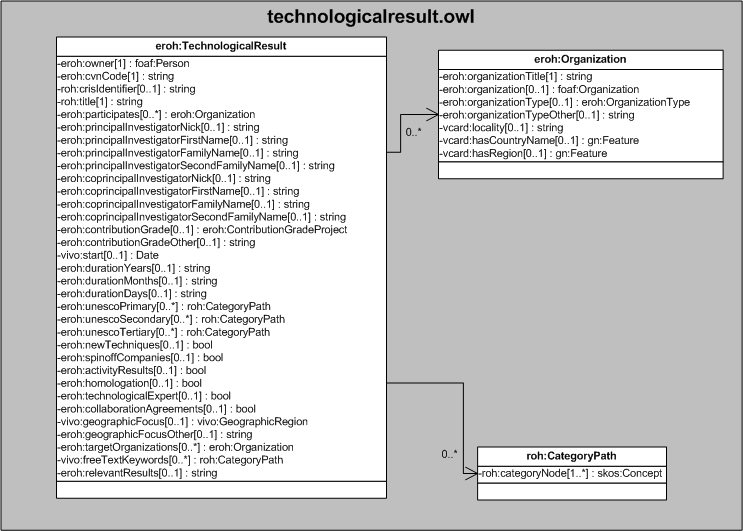 technologicalresult.owl
eroh:TechnologicalResult
-eroh:owner[1] : foaf:Person
-eroh:cvnCode[1] : string
-roh:crisIdentifier[0..1] : string
-roh:title[1] : string
-eroh:participates[0..*] : eroh:Organization
-eroh:principalInvestigatorNick[0..1] : string
-eroh:principalInvestigatorFirstName[0..1] : string
-eroh:principalInvestigatorFamilyName[0..1] : string
-eroh:principalInvestigatorSecondFamilyName[0..1] : string
-eroh:coprincipalInvestigatorNick[0..1] : string
-eroh:coprincipalInvestigatorFirstName[0..1] : string
-eroh:coprincipalInvestigatorFamilyName[0..1] : string
-eroh:coprincipalInvestigatorSecondFamilyName[0..1] : string
-eroh:contributionGrade[0..1] : eroh:ContributionGradeProject
-eroh:contributionGradeOther[0..1] : string
-vivo:start[0..1] : Date
-eroh:durationYears[0..1] : string
-eroh:durationMonths[0..1] : string
-eroh:durationDays[0..1] : string
-eroh:unescoPrimary[0..*] : roh:CategoryPath
-eroh:unescoSecondary[0..*] : roh:CategoryPath
-eroh:unescoTertiary[0..*] : roh:CategoryPath
-eroh:newTechniques[0..1] : bool
-eroh:spinoffCompanies[0..1] : bool
-eroh:activityResults[0..1] : bool
-eroh:homologation[0..1] : bool
-eroh:technologicalExpert[0..1] : bool
-eroh:collaborationAgreements[0..1] : bool
-vivo:geographicFocus[0..1] : vivo:GeographicRegion
-eroh:geographicFocusOther[0..1] : string
-eroh:targetOrganizations[0..*] : eroh:Organization
-vivo:freeTextKeywords[0..*] : roh:CategoryPath
-eroh:relevantResults[0..1] : string
eroh:Organization
-eroh:organizationTitle[1] : string
-eroh:organization[0..1] : foaf:Organization
-eroh:organizationType[0..1] : eroh:OrganizationType
-eroh:organizationTypeOther[0..1] : string
-vcard:locality[0..1] : string
-vcard:hasCountryName[0..1] : gn:Feature
-vcard:hasRegion[0..1] : gn:Feature
0..*
0..*
roh:CategoryPath
-roh:categoryNode[1..*] : skos:Concept